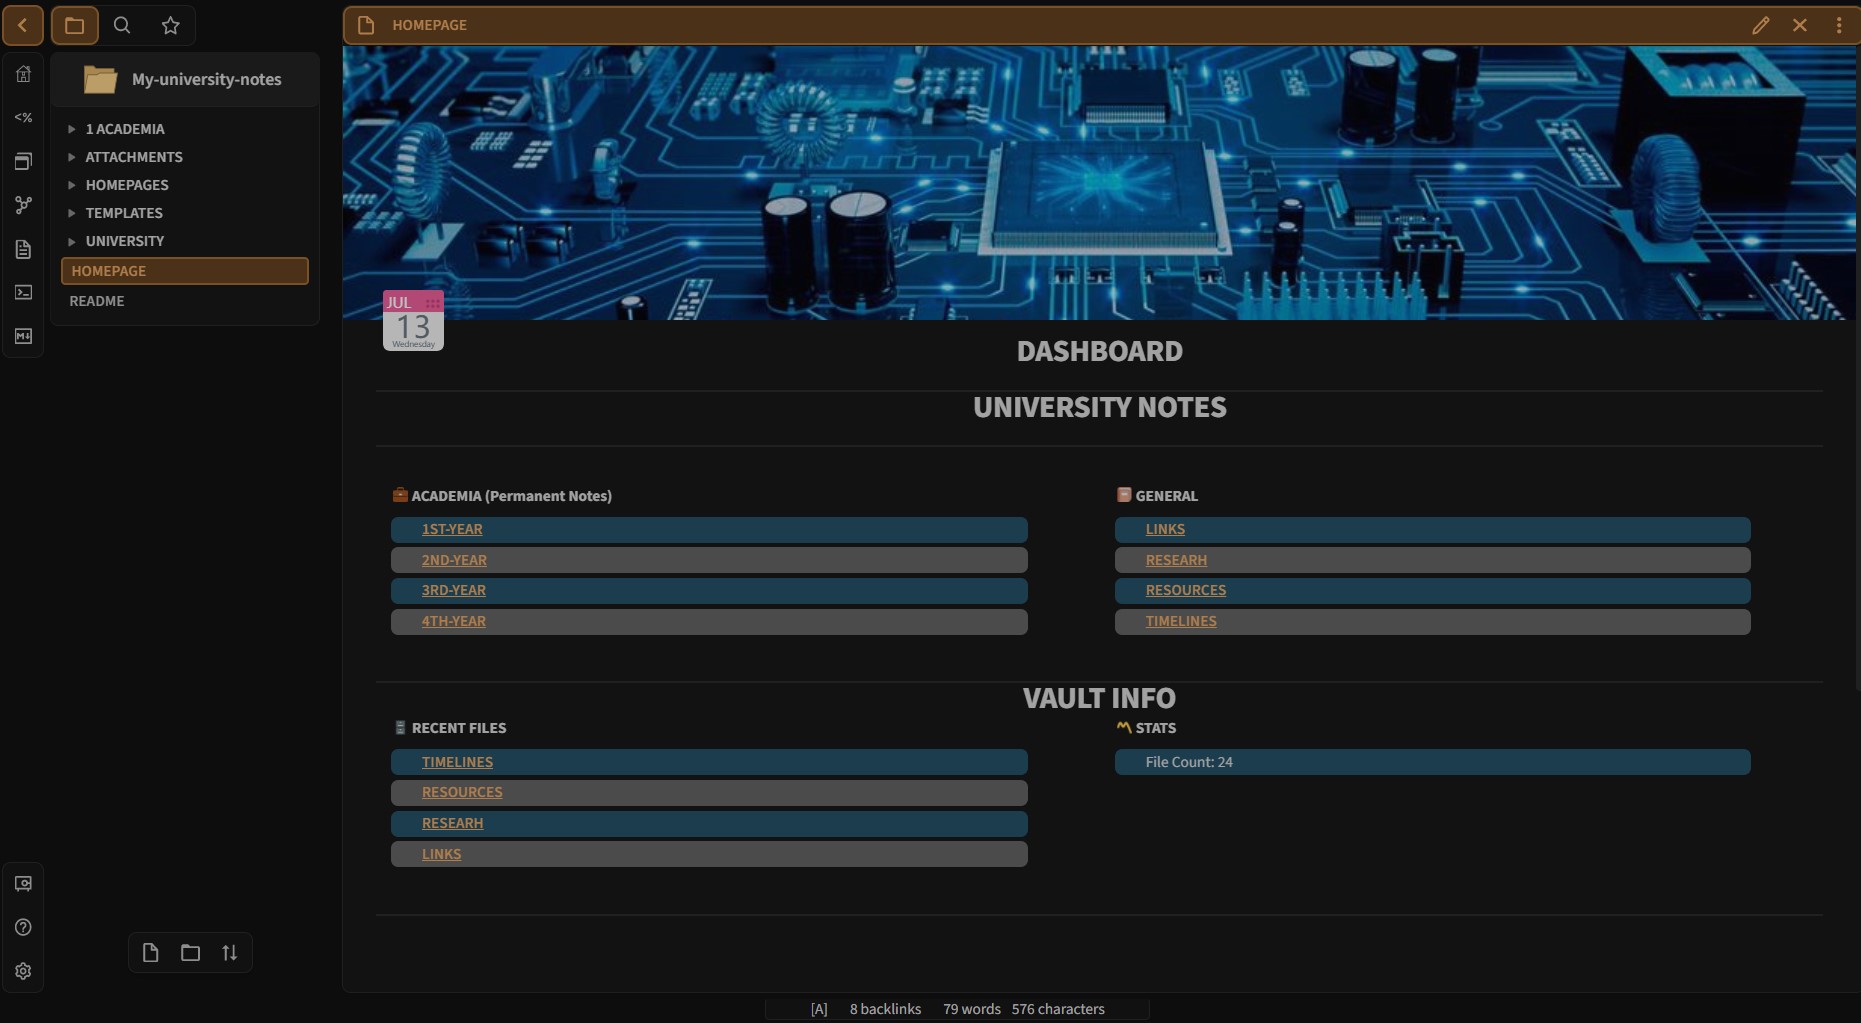 HOMEPAGE
My-university-notes
<%
1 ACADEMIA
ATTACHMENTS
HOMEPAGES
TEMPLATES
UNIVERSITY
HOMEPAGE
README
M↓
JUL
13
Wednesday
DASHBOARD
UNIVERSITY NOTES
ACADEMIA (Permanent Notes)
1ST-YEAR
2ND-YEAR
3RD-YEAR
4TH-YEAR
GENERAL
LINKS
RESEARH
RESOURCES
TIMELINES
VAULT INFO
RECENT FILES
TIMELINES
RESOURCES
RESEARH
LINKS
STATS
File Count: 24
[A] 8 backlinks 79 words 576 characters